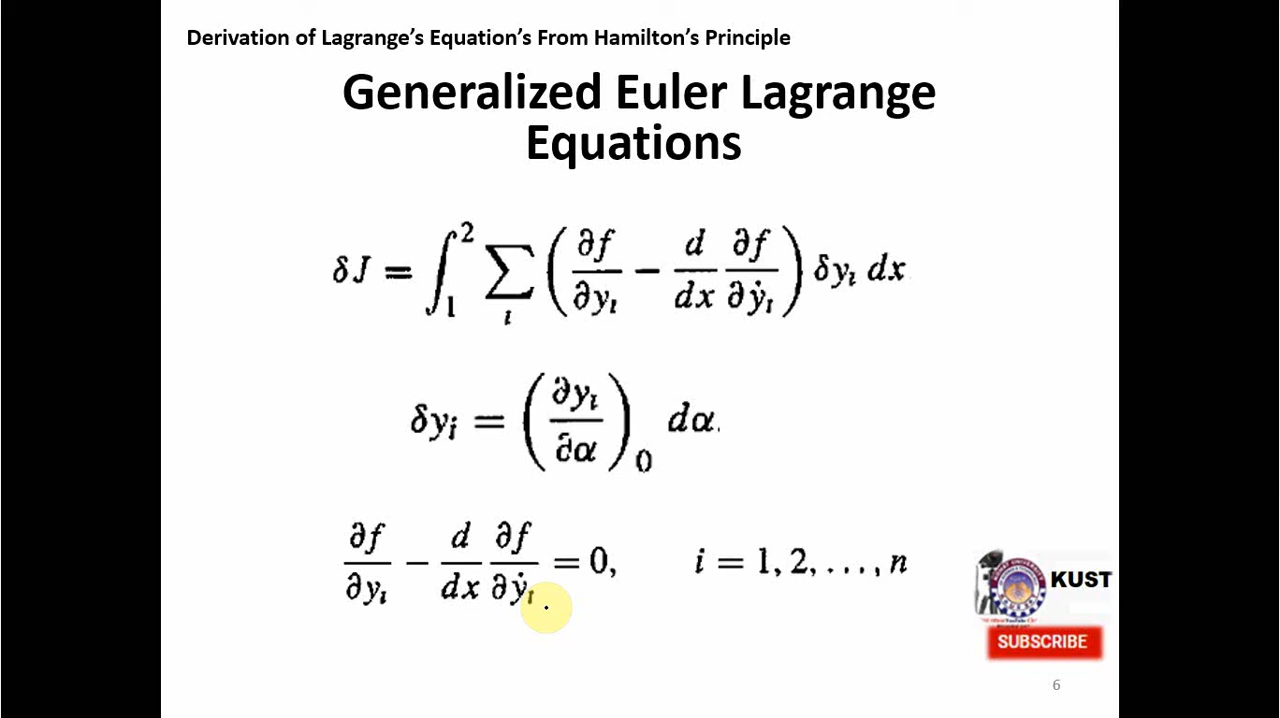 Derivation of Lagrange's Equation's From Hamilton's Principle
Generalized Euler Lagrange
Equations
δJ = ∫₁² ∑ᵢ (∂f/∂yᵢ − d/dx ∂f/∂ẏᵢ) δyᵢ dx
δyᵢ = (∂yᵢ/∂α)₀ dα.
∂f/∂yᵢ − d/dx ∂f/∂ẏᵢ = 0, i = 1, 2, . . . , n
KUST
SUBSCRIBE
6